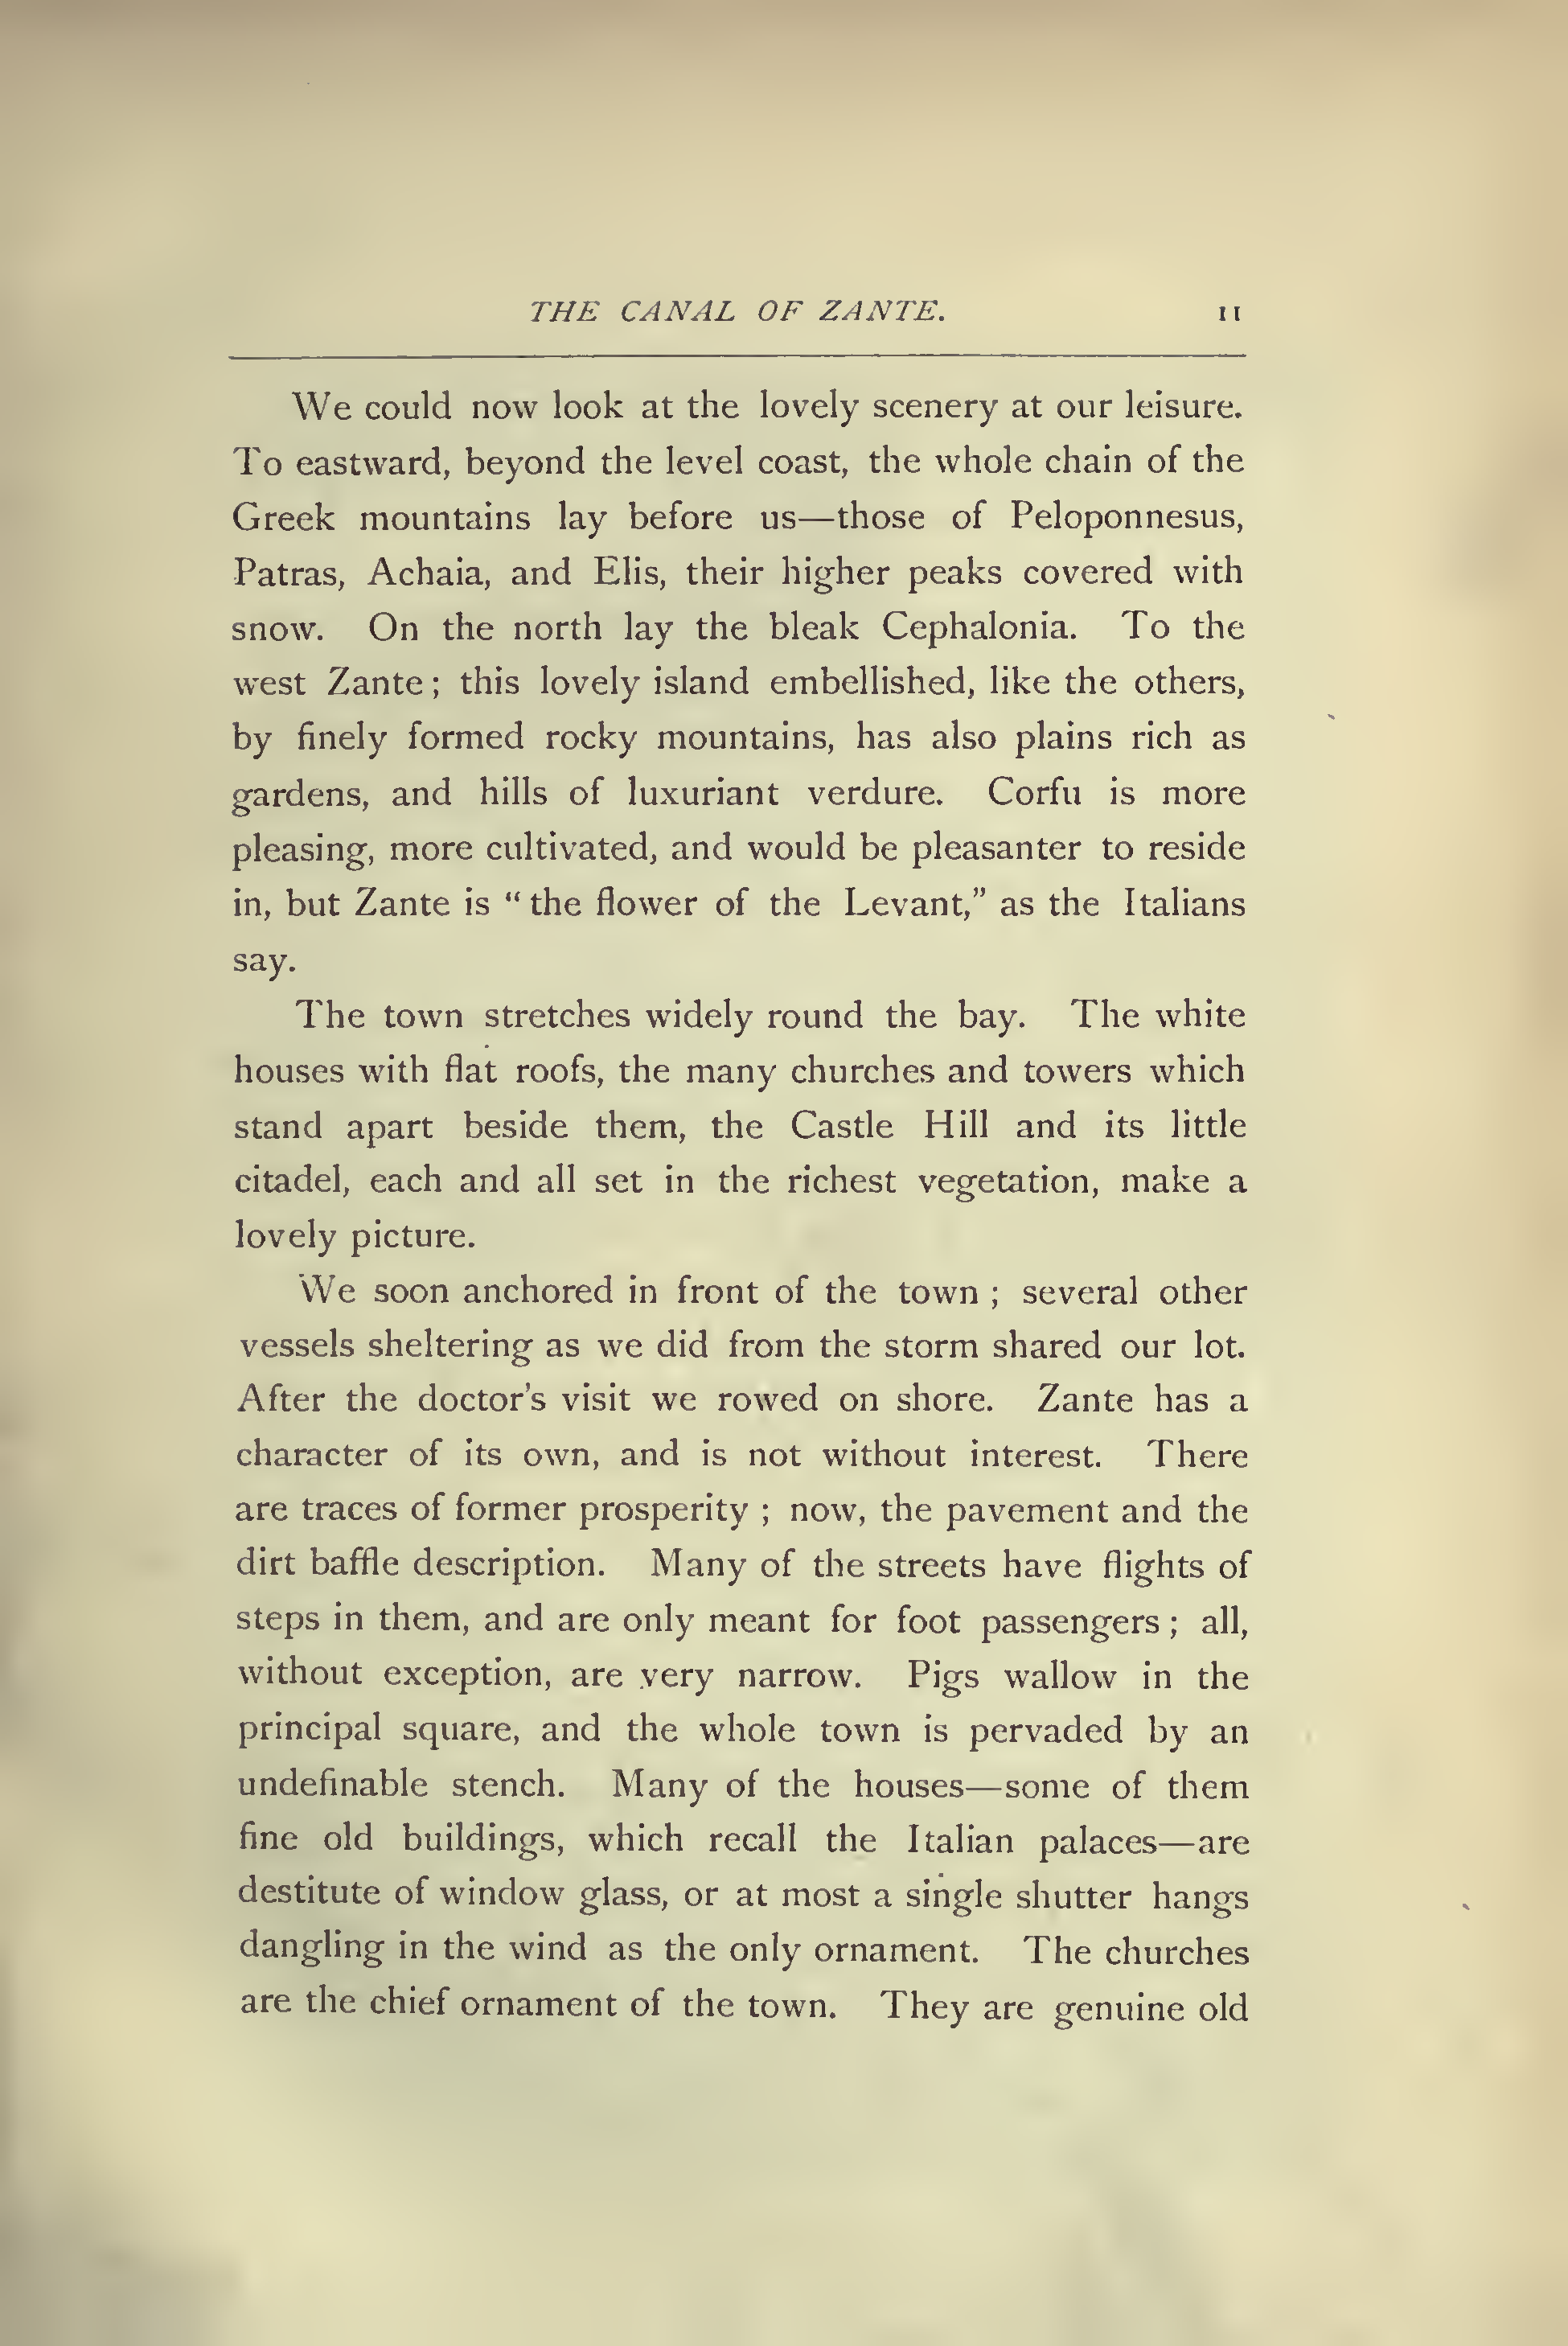 THE CANAL OF ZANTE. 11
We could now look at the lovely scenery at our leisure.
To eastward, beyond the level coast, the whole chain of the
Greek mountains lay before us—those of Peloponnesus,
Patras, Achaia, and Elis, their higher peaks covered with
snow. On the north lay the bleak Cephalonia. To the
west Zante; this lovely island embellished, like the others,
by finely formed rocky mountains, has also plains rich as
gardens, and hills of luxuriant verdure. Corfu is more
pleasing, more cultivated, and would be pleasanter to reside
in, but Zante is "the flower of the Levant," as the Italians
say.
The town stretches widely round the bay. The white
houses with flat roofs, the many churches and towers which
stand apart beside them, the Castle Hill and its little
citadel, each and all set in the richest vegetation, make a
lovely picture.
We soon anchored in front of the town; several other
vessels sheltering as we did from the storm shared our lot.
After the doctor's visit we rowed on shore. Zante has a
character of its own, and is not without interest. There
are traces of former prosperity; now, the pavement and the
dirt baffle description. Many of the streets have flights of
steps in them, and are only meant for foot passengers; all,
without exception, are very narrow. Pigs wallow in the
principal square, and the whole town is pervaded by an
undefinable stench. Many of the houses—some of them
fine old buildings, which recall the Italian palaces—are
destitute of window glass, or at most a single shutter hangs
dangling in the wind as the only ornament. The churches
are the chief ornament of the town. They are genuine old